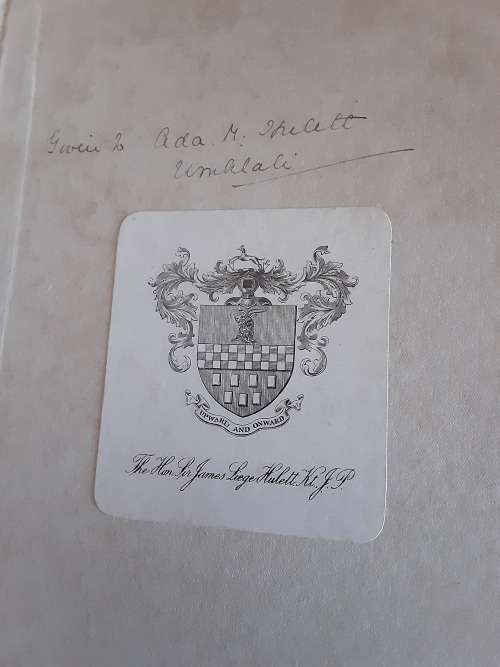 Given to Ada M. Hulett
Umhlali
UPWARD AND ONWARD
The Hon. Sir James Liege Hulett. Kt. J. P.